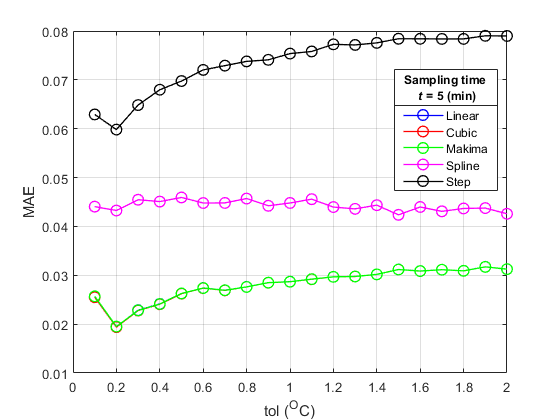 0.08
0.07
0.06
0.05
0.04
0.03
0.02
0.01
MAE
0
0.2
0.4
0.6
0.8
1
1.2
1.4
1.6
1.8
2
tol (ᴼC)
Sampling time
t = 5 (min)
Linear
Cubic
Makima
Spline
Step